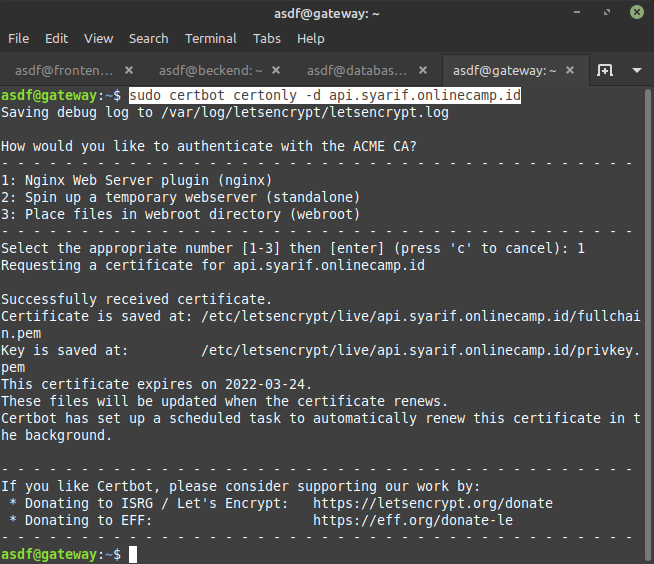 asdf@gateway: ~
File Edit View Search Terminal Tabs Help
asdf@fronten... × asdf@beckend: ~ × asdf@databas... × asdf@gateway: ~ ×
asdf@gateway:~$ sudo certbot certonly -d api.syarif.onlinecamp.id
Saving debug log to /var/log/letsencrypt/letsencrypt.log
How would you like to authenticate with the ACME CA?
- - - - - - - - - - - - - - - - - - - - - - - - - - - - - - - - - - - - - - - -
1: Nginx Web Server plugin (nginx)
2: Spin up a temporary webserver (standalone)
3: Place files in webroot directory (webroot)
- - - - - - - - - - - - - - - - - - - - - - - - - - - - - - - - - - - - - - - -
Select the appropriate number [1-3] then [enter] (press 'c' to cancel): 1
Requesting a certificate for api.syarif.onlinecamp.id
Successfully received certificate.
Certificate is saved at: /etc/letsencrypt/live/api.syarif.onlinecamp.id/fullchai
n.pem
Key is saved at:         /etc/letsencrypt/live/api.syarif.onlinecamp.id/privkey.
pem
This certificate expires on 2022-03-24.
These files will be updated when the certificate renews.
Certbot has set up a scheduled task to automatically renew this certificate in t
he background.
- - - - - - - - - - - - - - - - - - - - - - - - - - - - - - - - - - - - - - - -
If you like Certbot, please consider supporting our work by:
 * Donating to ISRG / Let's Encrypt:   https://letsencrypt.org/donate
 * Donating to EFF:                    https://eff.org/donate-le
- - - - - - - - - - - - - - - - - - - - - - - - - - - - - - - - - - - - - - - -
asdf@gateway:~$